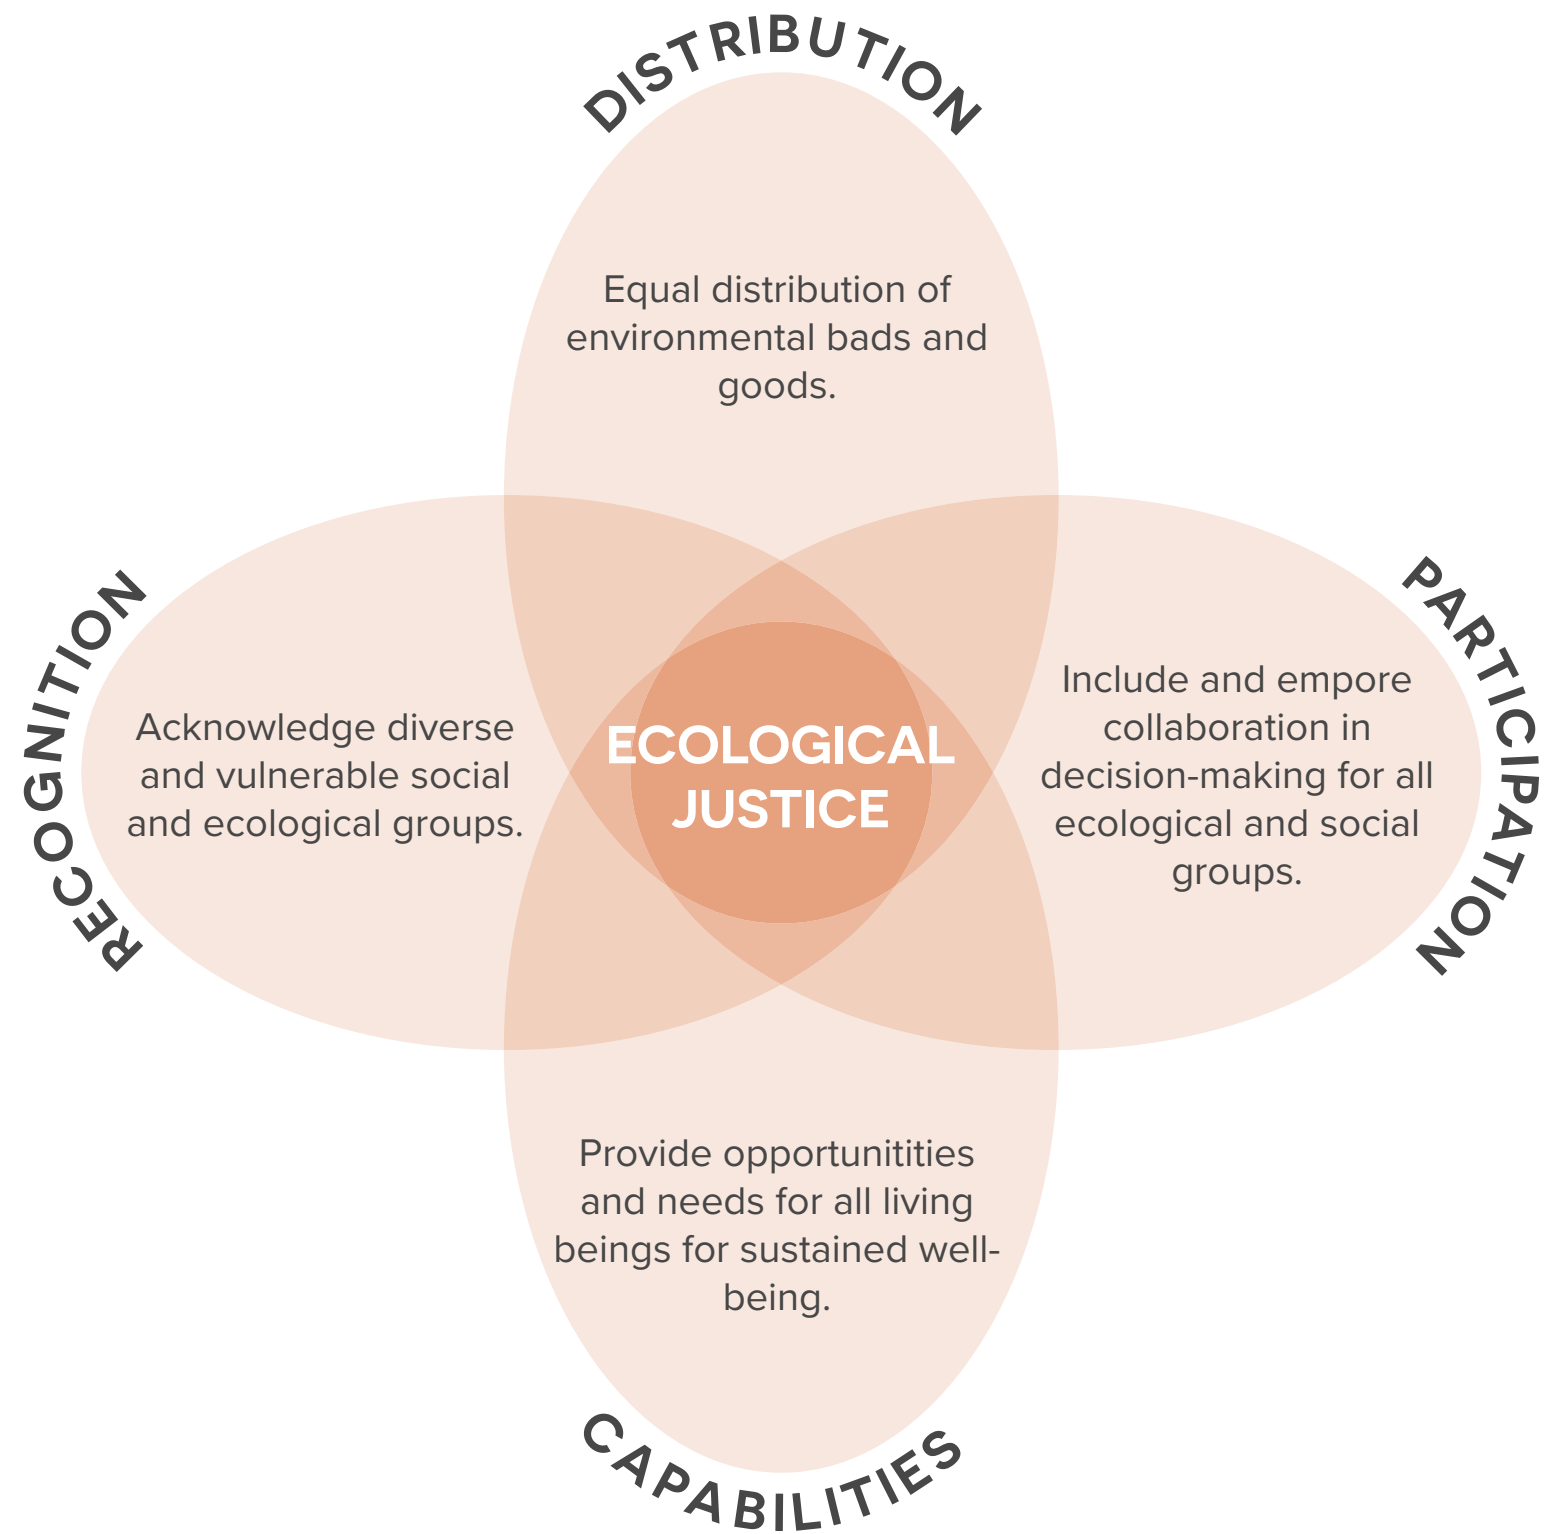 DISTRIBUTION
Equal distribution of
environmental bads and
goods.
RECOGNITION
Acknowledge diverse
and vulnerable social
and ecological groups.
ECOLOGICAL
JUSTICE
PARTICIPATION
Include and empore
collaboration in
decision-making for all
ecological and social
groups.
Provide opportunitities
and needs for all living
beings for sustained well-
being.
CAPABILITIES